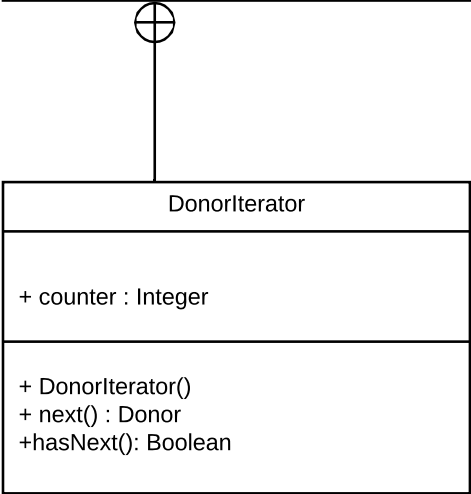 DonorIterator
+ counter : Integer
+ DonorIterator()
+ next() : Donor
+hasNext(): Boolean